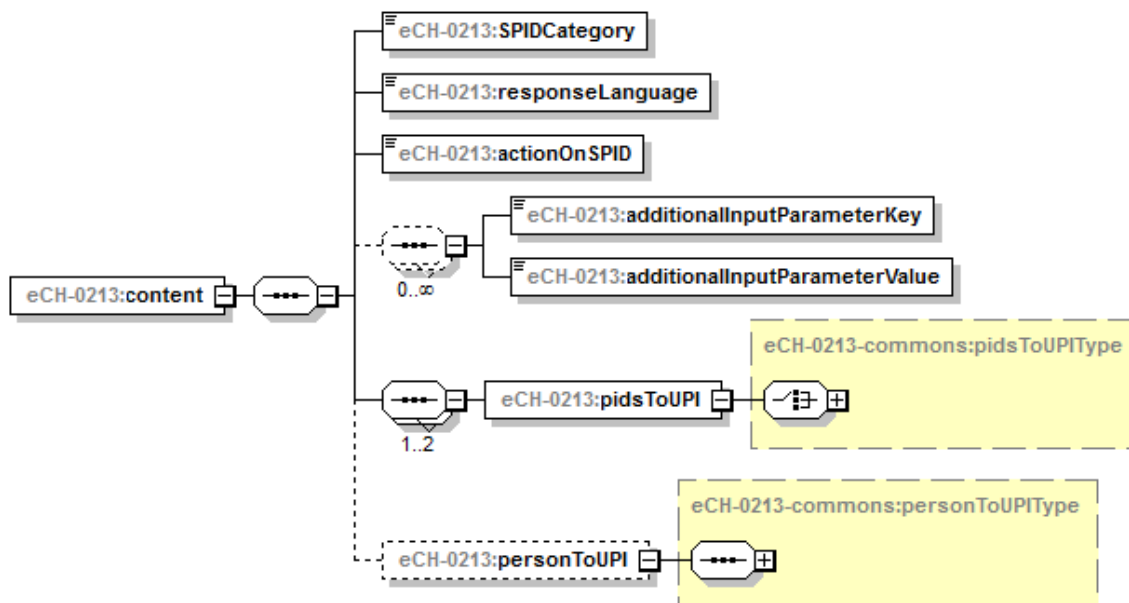 eCH-0213:SPIDCategory
eCH-0213:responseLanguage
eCH-0213:actionOnSPID
eCH-0213:additionalInputParameterKey
eCH-0213:additionalInputParameterValue
0..∞
eCH-0213:content
eCH-0213-commons:pidsToUPIType
eCH-0213:pidsToUPI
1..2
eCH-0213-commons:personToUPIType
eCH-0213:personToUPI